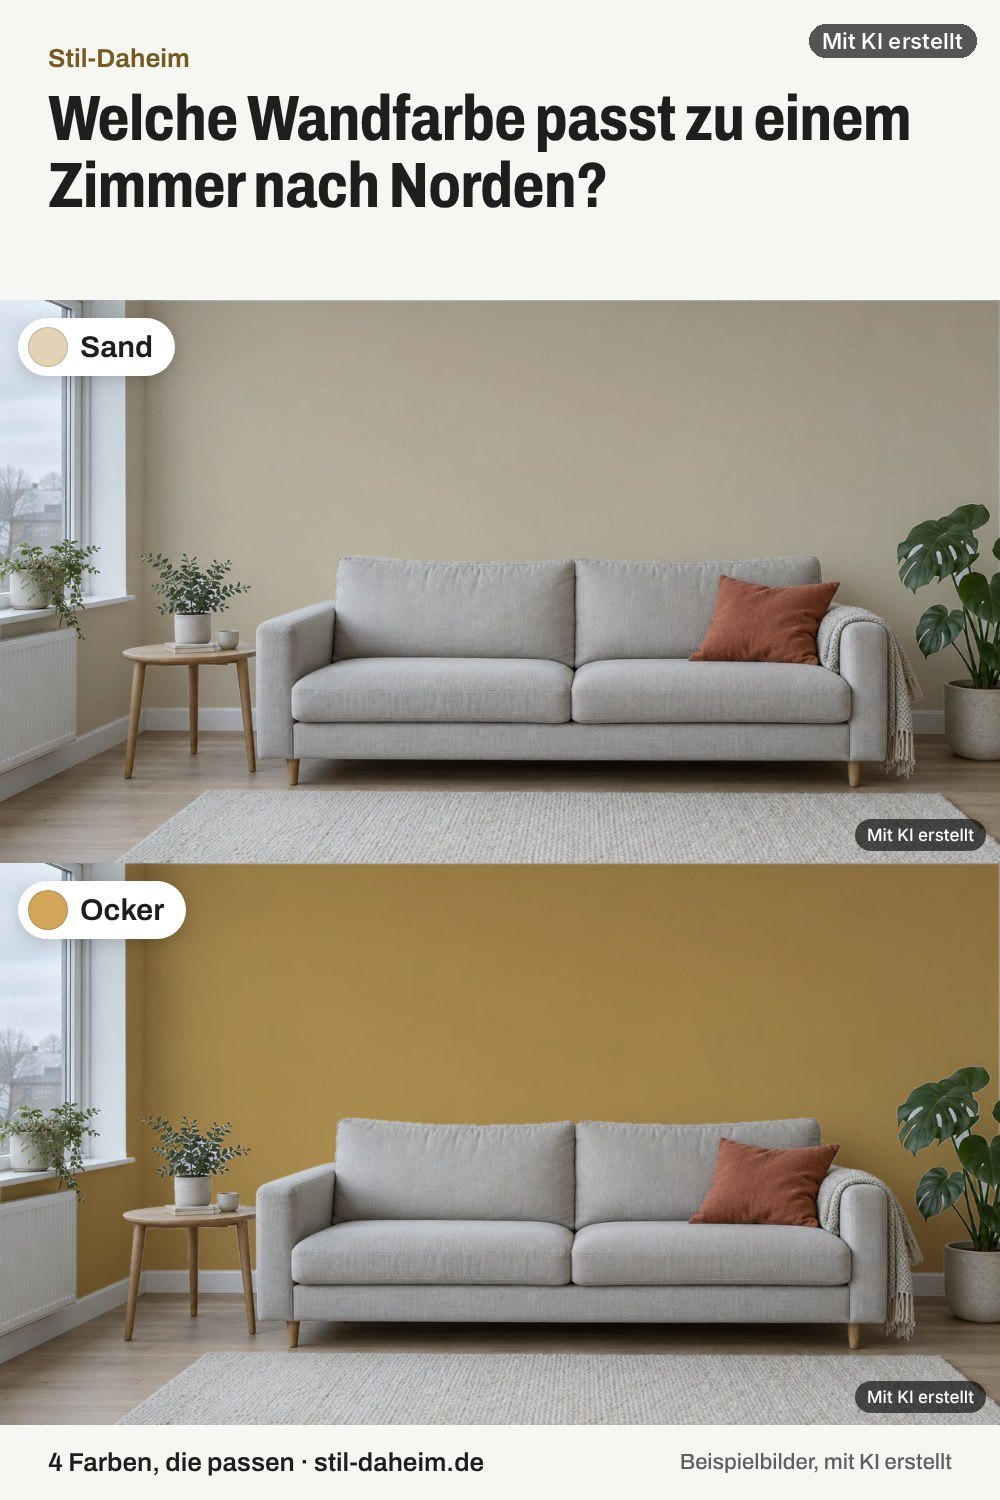 Mit KI erstellt
Stil-Daheim
Welche Wandfarbe passt zu einem
Zimmer nach Norden?
Sand
Mit KI erstellt
Ocker
Mit KI erstellt
4 Farben, die passen · stil-daheim.de
Beispielbilder, mit KI erstellt